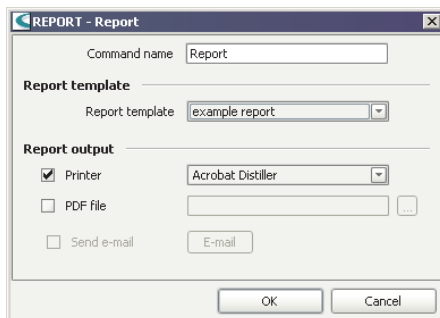 REPORT - Report
Command name Report
Report template
Report template example report
Report output
Printer Acrobat Distiller
PDF file ...
Send e-mail E-mail
OK Cancel